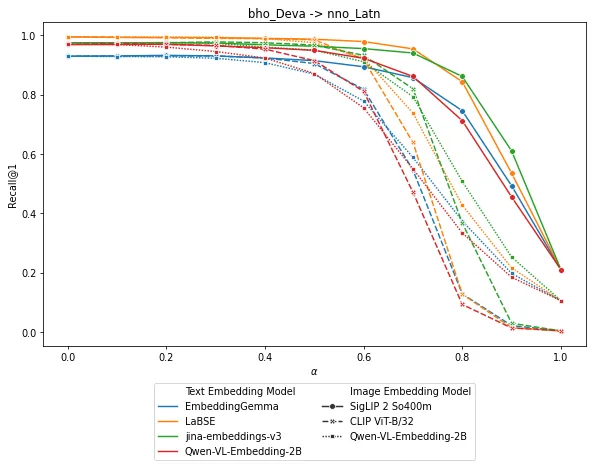 bho_Deva -> nno_Latn
Recall@1
1.0
0.8
0.6
0.4
0.2
0.0
0.0 0.2 0.4 0.6 0.8 1.0
α
Text Embedding Model
EmbeddingGemma
LaBSE
jina-embeddings-v3
Qwen-VL-Embedding-2B
Image Embedding Model
SigLIP 2 So400m
CLIP ViT-B/32
Qwen-VL-Embedding-2B